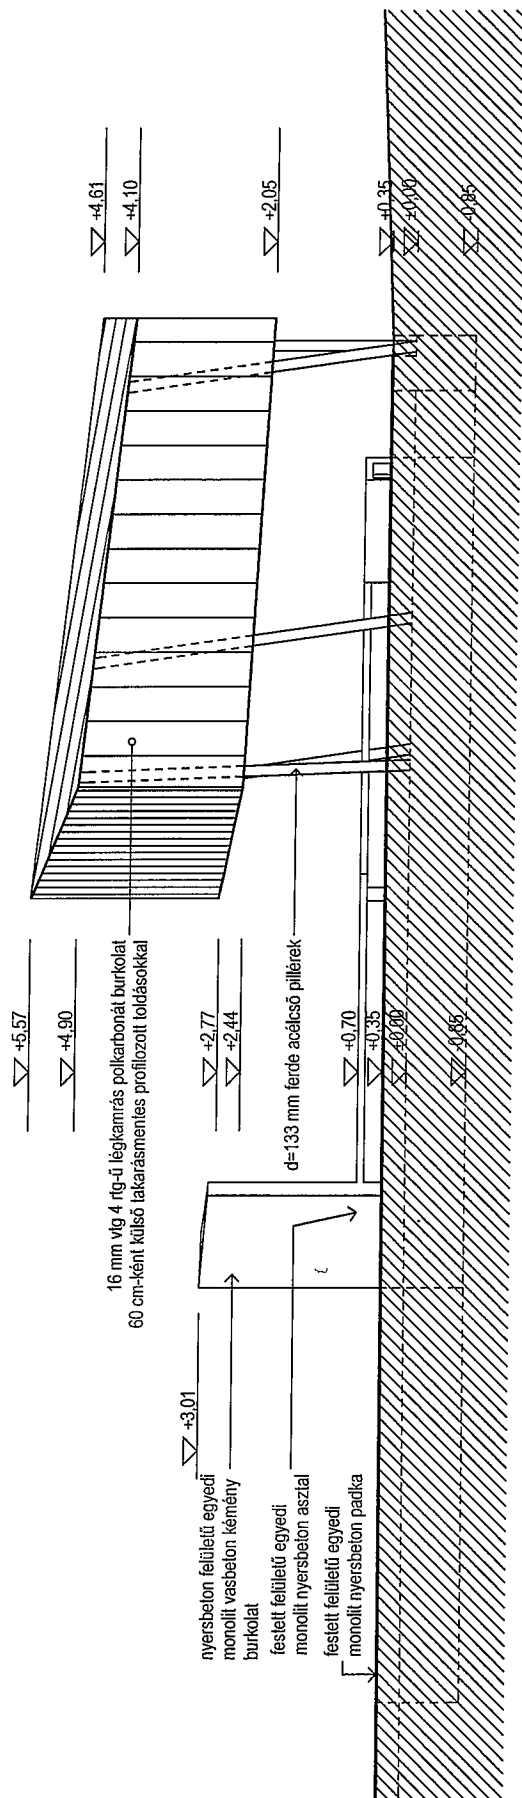 +5,57
+4,90
+2,77
+2,44
+0,70
+0,35
±0,00
-0,85
+4,61
+4,10
+2,05
+0,35
±0,00
-0,85
+3,01
16 mm vtg 4 rtg-ű légkamrás polkarbonát burkolat
60 cm-ként külső takarásmentes profilozott toldásokkal
d=133 mm ferde acélcső pillérek
nyersbeton felületű egyedi
monolit vasbeton kémény
burkolat
festett felületű egyedi
monolit nyersbeton asztal
festett felületű egyedi
monolit nyersbeton padka